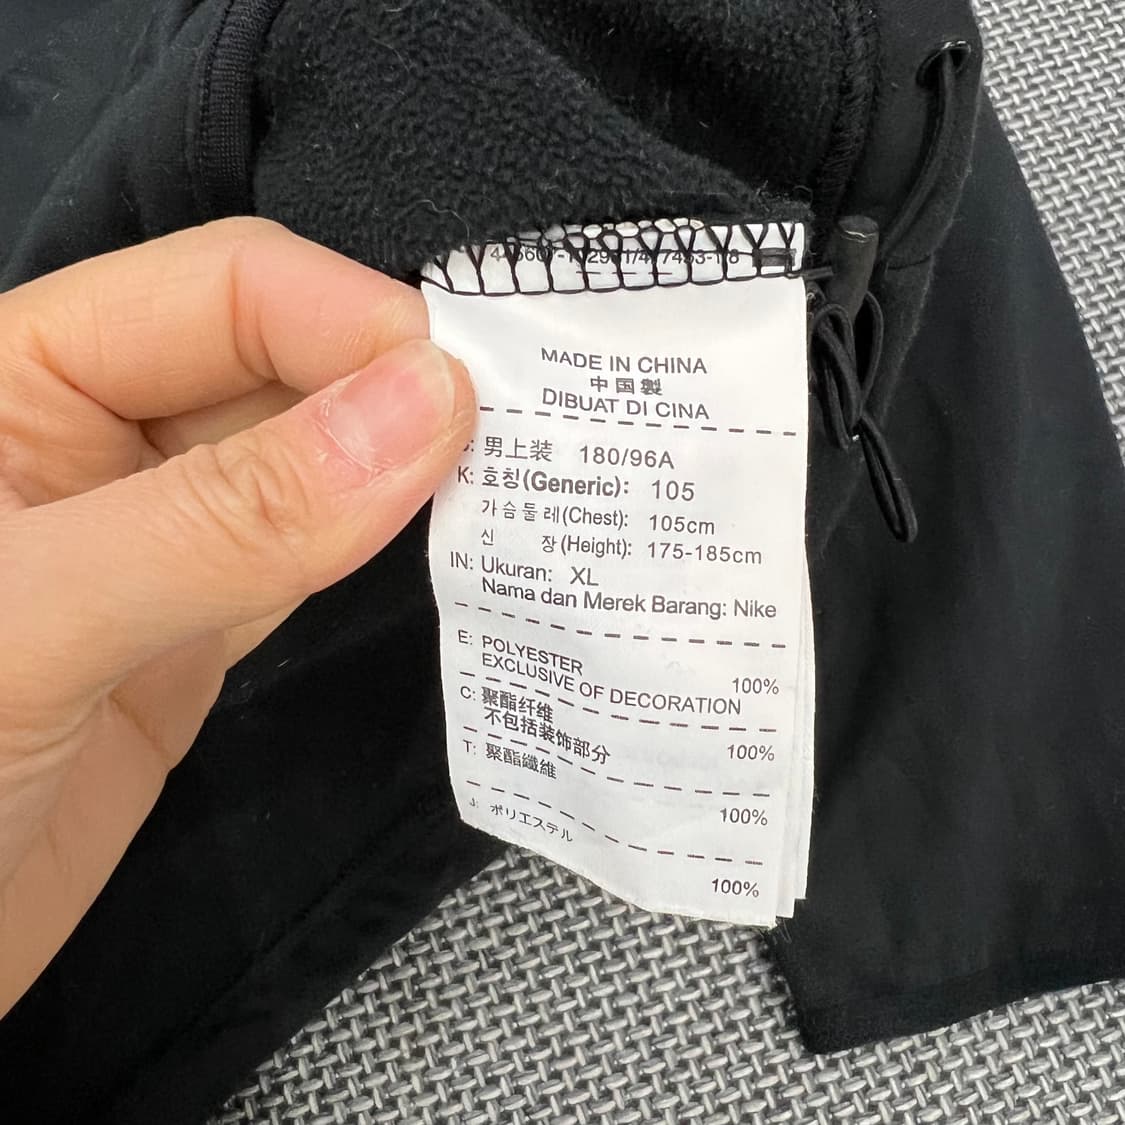 MADE IN CHINA
中国製
DIBUAT DI CINA
: 男上装 180/96A
K: 호칭(Generic): 105
가슴둘레(Chest): 105cm
신 장(Height): 175-185cm
IN: Ukuran: XL
Nama dan Merek Barang: Nike
E: POLYESTER 100%
EXCLUSIVE OF DECORATION
C: 聚酯纤维 100%
不包括装饰部分
T: 聚酯纖維 100%
J: ポリエステル 100%